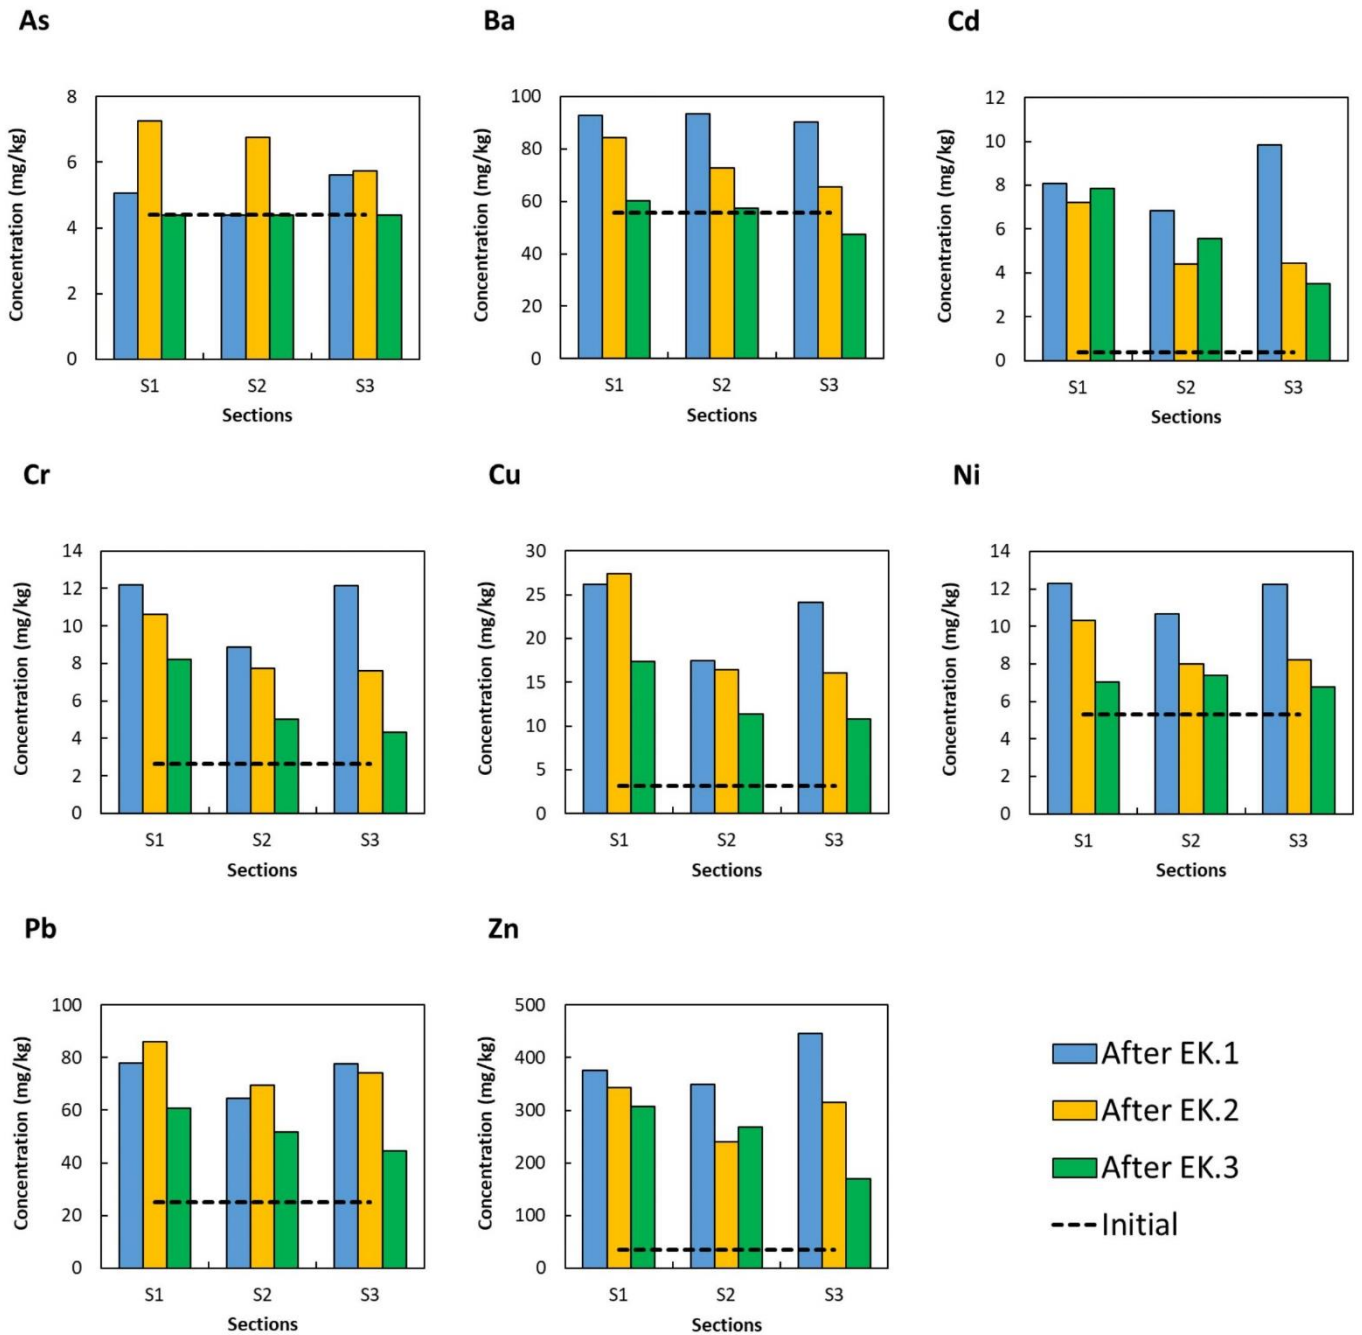 As
Concentration (mg/kg)
8
6
4
2
0
S1 S2 S3
Sections
Ba
Concentration (mg/kg)
100
80
60
40
20
0
S1 S2 S3
Sections
Cd
Concentration (mg/kg)
12
10
8
6
4
2
0
S1 S2 S3
Sections
Cr
Concentration (mg/kg)
14
12
10
8
6
4
2
0
S1 S2 S3
Sections
Cu
Concentration (mg/kg)
30
25
20
15
10
5
0
S1 S2 S3
Sections
Ni
Concentration (mg/kg)
14
12
10
8
6
4
2
0
S1 S2 S3
Sections
Pb
Concentration (mg/kg)
100
80
60
40
20
0
S1 S2 S3
Sections
Zn
Concentration (mg/kg)
500
400
300
200
100
0
S1 S2 S3
Sections
After EK.1
After EK.2
After EK.3
Initial